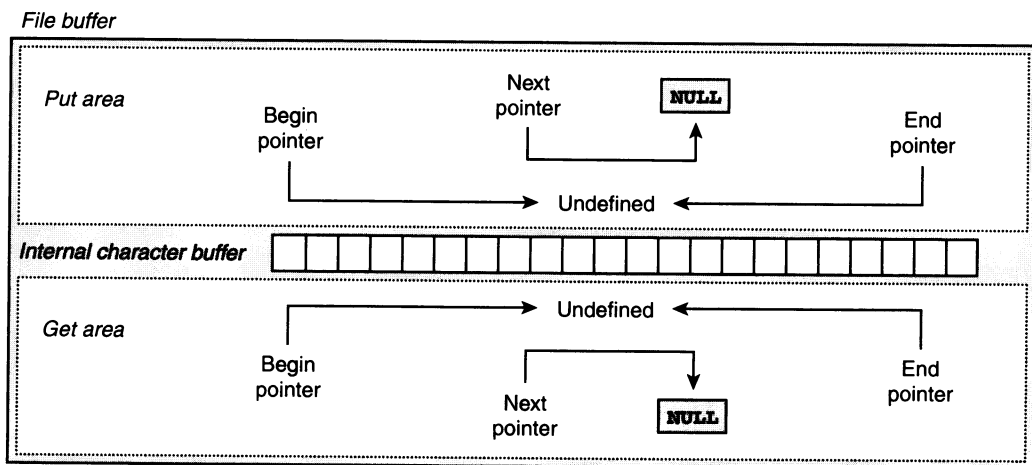 File buffer
Put area
Next
pointer
NULL
Begin
pointer
End
pointer
Undefined
Internal character buffer
Get area
Undefined
Begin
pointer
Next
pointer
NULL
End
pointer